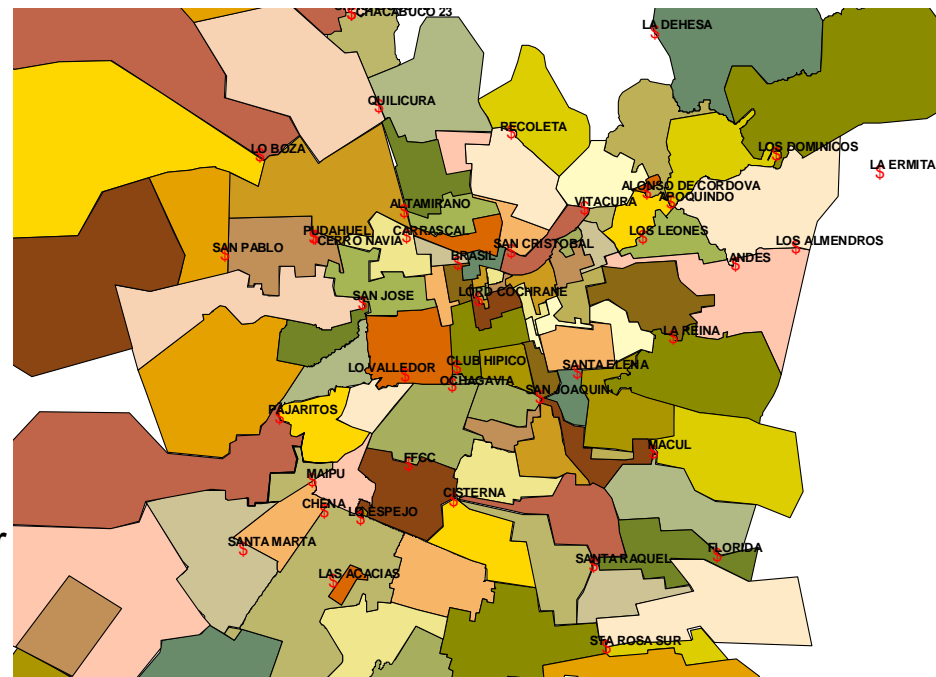 CHACABUCO 23
LA DEHESA
QUILICURA
RECOLETA
LO BOZA
LOS DOMINICOS
LA ERMITA
ALONSO DE CORDOVA
APOQUINDO
ALTAMIRANO
VITACURA
PUDAHUEL
CARRASCAL
LOS LEONES
CERRO NAVIA
SAN CRISTOBAL
LOS ALMENDROS
SAN PABLO
BRASIL
ANDES
SAN JOSE
LORD COCHRANE
LA REINA
LO VALLEDOR
CLUB HIPICO
SANTA ELENA
OCHAGAVIA
SAN JOAQUIN
PAJARITOS
MACUL
FFCC
MAIPU
CISTERNA
CHENA
LO ESPEJO
SANTA MARTA
FLORIDA
SANTA RAQUEL
LAS ACACIAS
STA ROSA SUR